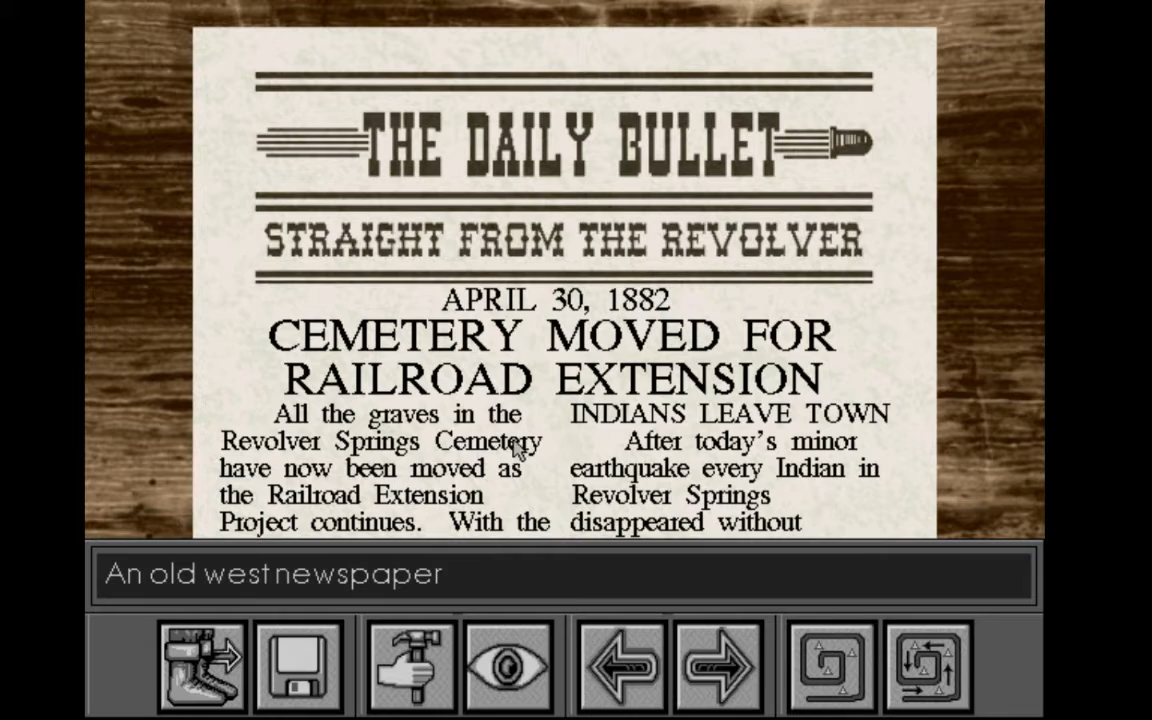 THE DAILY BULLET
STRAIGHT FROM THE REVOLVER
APRIL 30, 1882
CEMETERY MOVED FOR
RAILROAD EXTENSION
All the graves in the
Revolver Springs Cemetery
have now been moved as
the Railroad Extension
Project continues. With the
INDIANS LEAVE TOWN
After today's minor
earthquake every Indian in
Revolver Springs
disappeared without
An old west newspaper